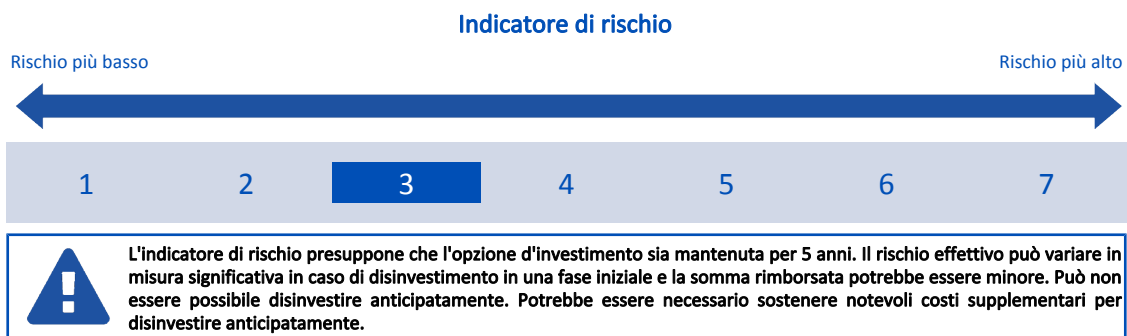 Indicatore di rischio
Rischio più basso
Rischio più alto
1 2 3 4 5 6 7
L'indicatore di rischio presuppone che l'opzione d'investimento sia mantenuta per 5 anni. Il rischio effettivo può variare in
misura significativa in caso di disinvestimento in una fase iniziale e la somma rimborsata potrebbe essere minore. Può non
essere possibile disinvestire anticipatamente. Potrebbe essere necessario sostenere notevoli costi supplementari per
disinvestire anticipatamente.